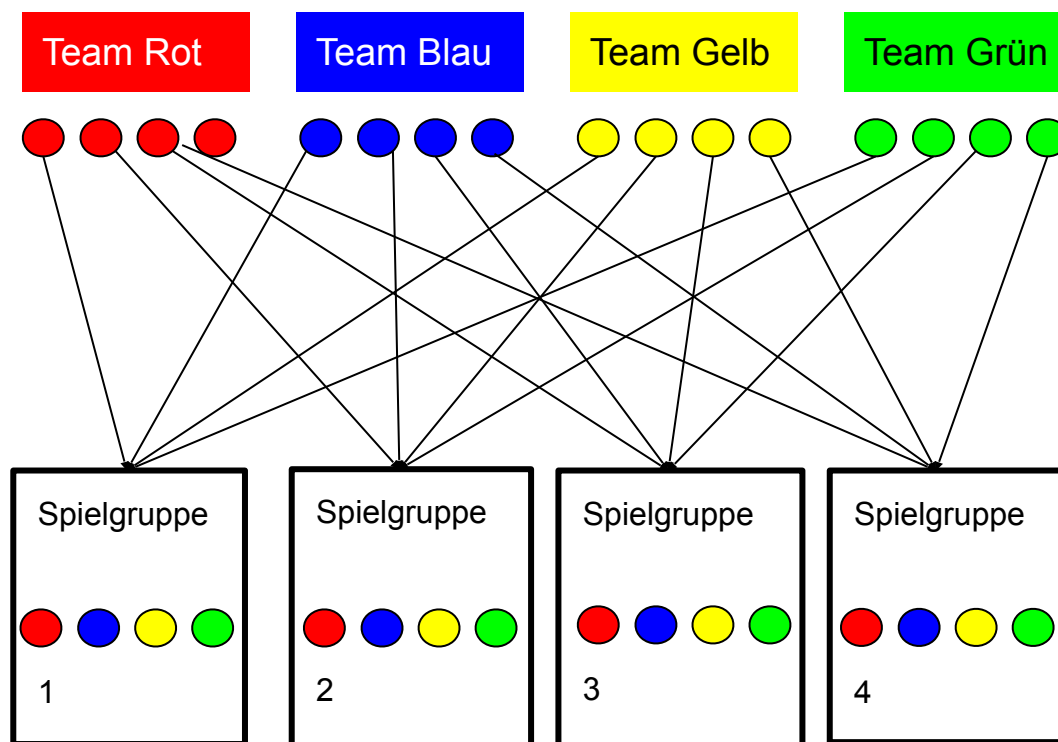 Team Rot
Team Blau
Team Gelb
Team Grün
Spielgruppe
1
Spielgruppe
2
Spielgruppe
3
Spielgruppe
4